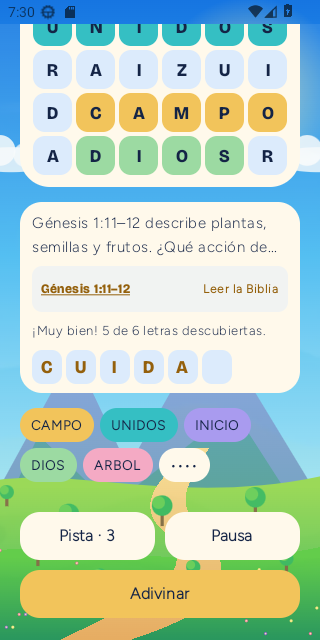 7:30
U N I D O S
R A I Z U I
D C A M P O
A D I O S R
Génesis 1:11–12 describe plantas,
semillas y frutos. ¿Qué acción de...
Génesis 1:11–12 Leer la Biblia
¡Muy bien! 5 de 6 letras descubiertas.
C U I D A
CAMPO UNIDOS INICIO
DIOS ARBOL ····
Pista · 3 Pausa
Adivinar